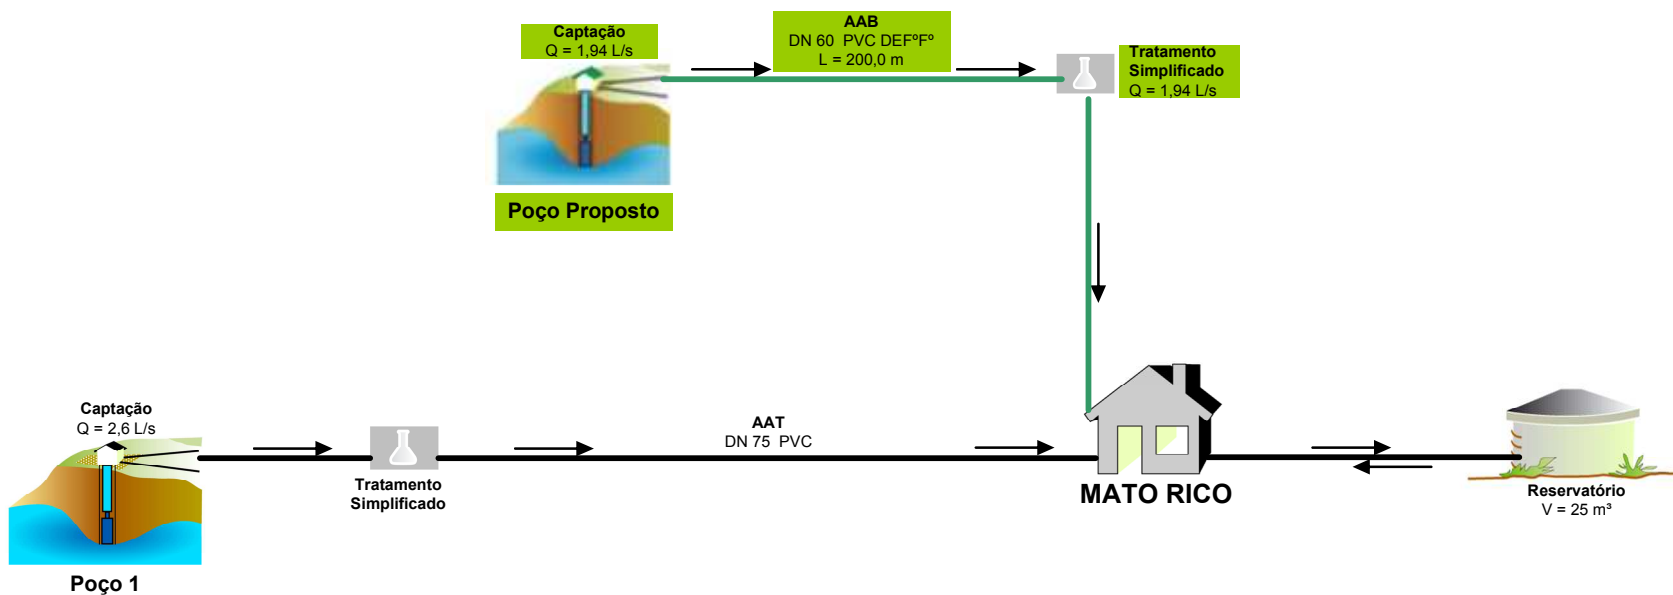 Captação
Q = 1,94 L/s
AAB
DN 60 PVC DEFºFº
L = 200,0 m
Tratamento
Simplificado
Q = 1,94 L/s
Poço Proposto
Captação
Q = 2,6 L/s
AAT
DN 75 PVC
Tratamento
Simplificado
MATO RICO
Reservatório
V = 25 m³
Poço 1